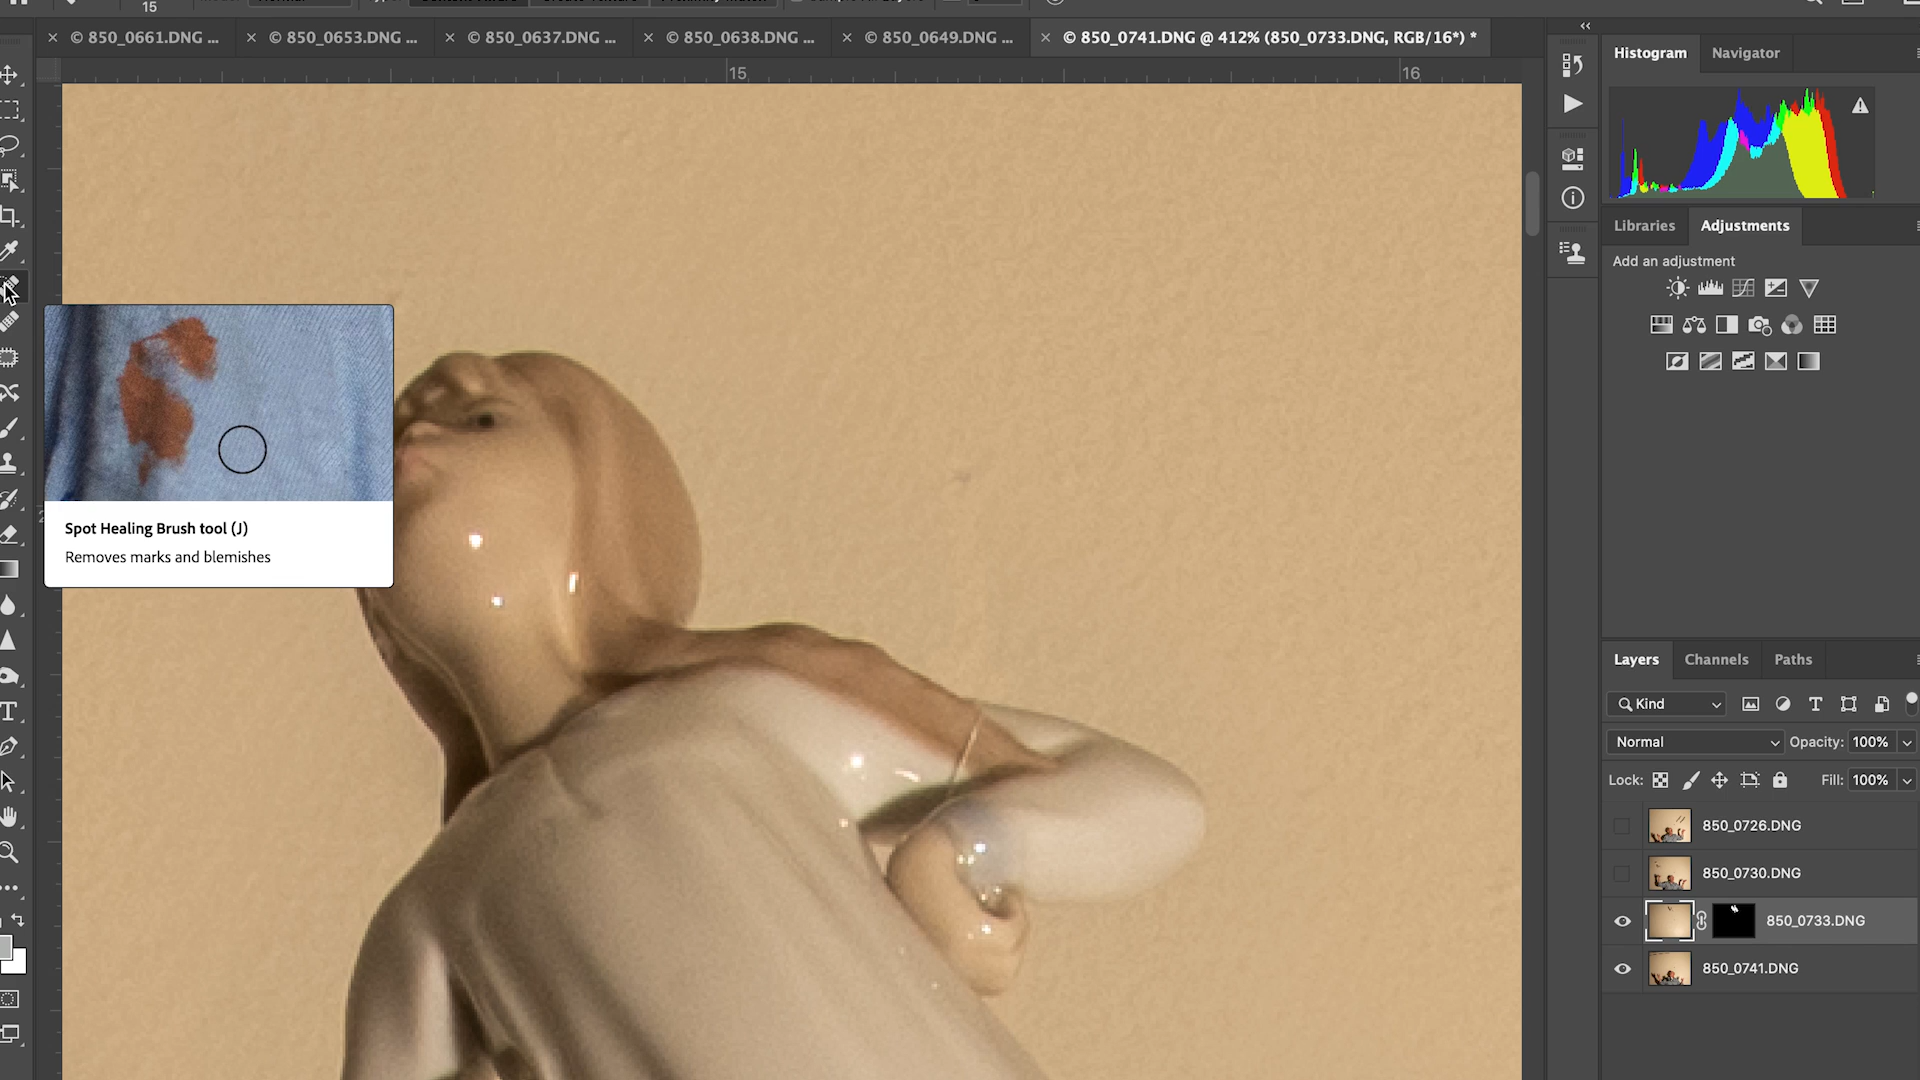 15
© 850_0661.DNG ...
© 850_0653.DNG ...
© 850_0637.DNG ...
© 850_0638.DNG ...
© 850_0649.DNG ...
© 850_0741.DNG @ 412% (850_0733.DNG, RGB/16*) *
15
16
Histogram
Navigator
Libraries
Adjustments
Add an adjustment
Spot Healing Brush tool (J)
Removes marks and blemishes
Layers
Channels
Paths
Kind
Normal
Opacity: 100%
Lock:
Fill: 100%
850_0726.DNG
850_0730.DNG
850_0733.DNG
850_0741.DNG